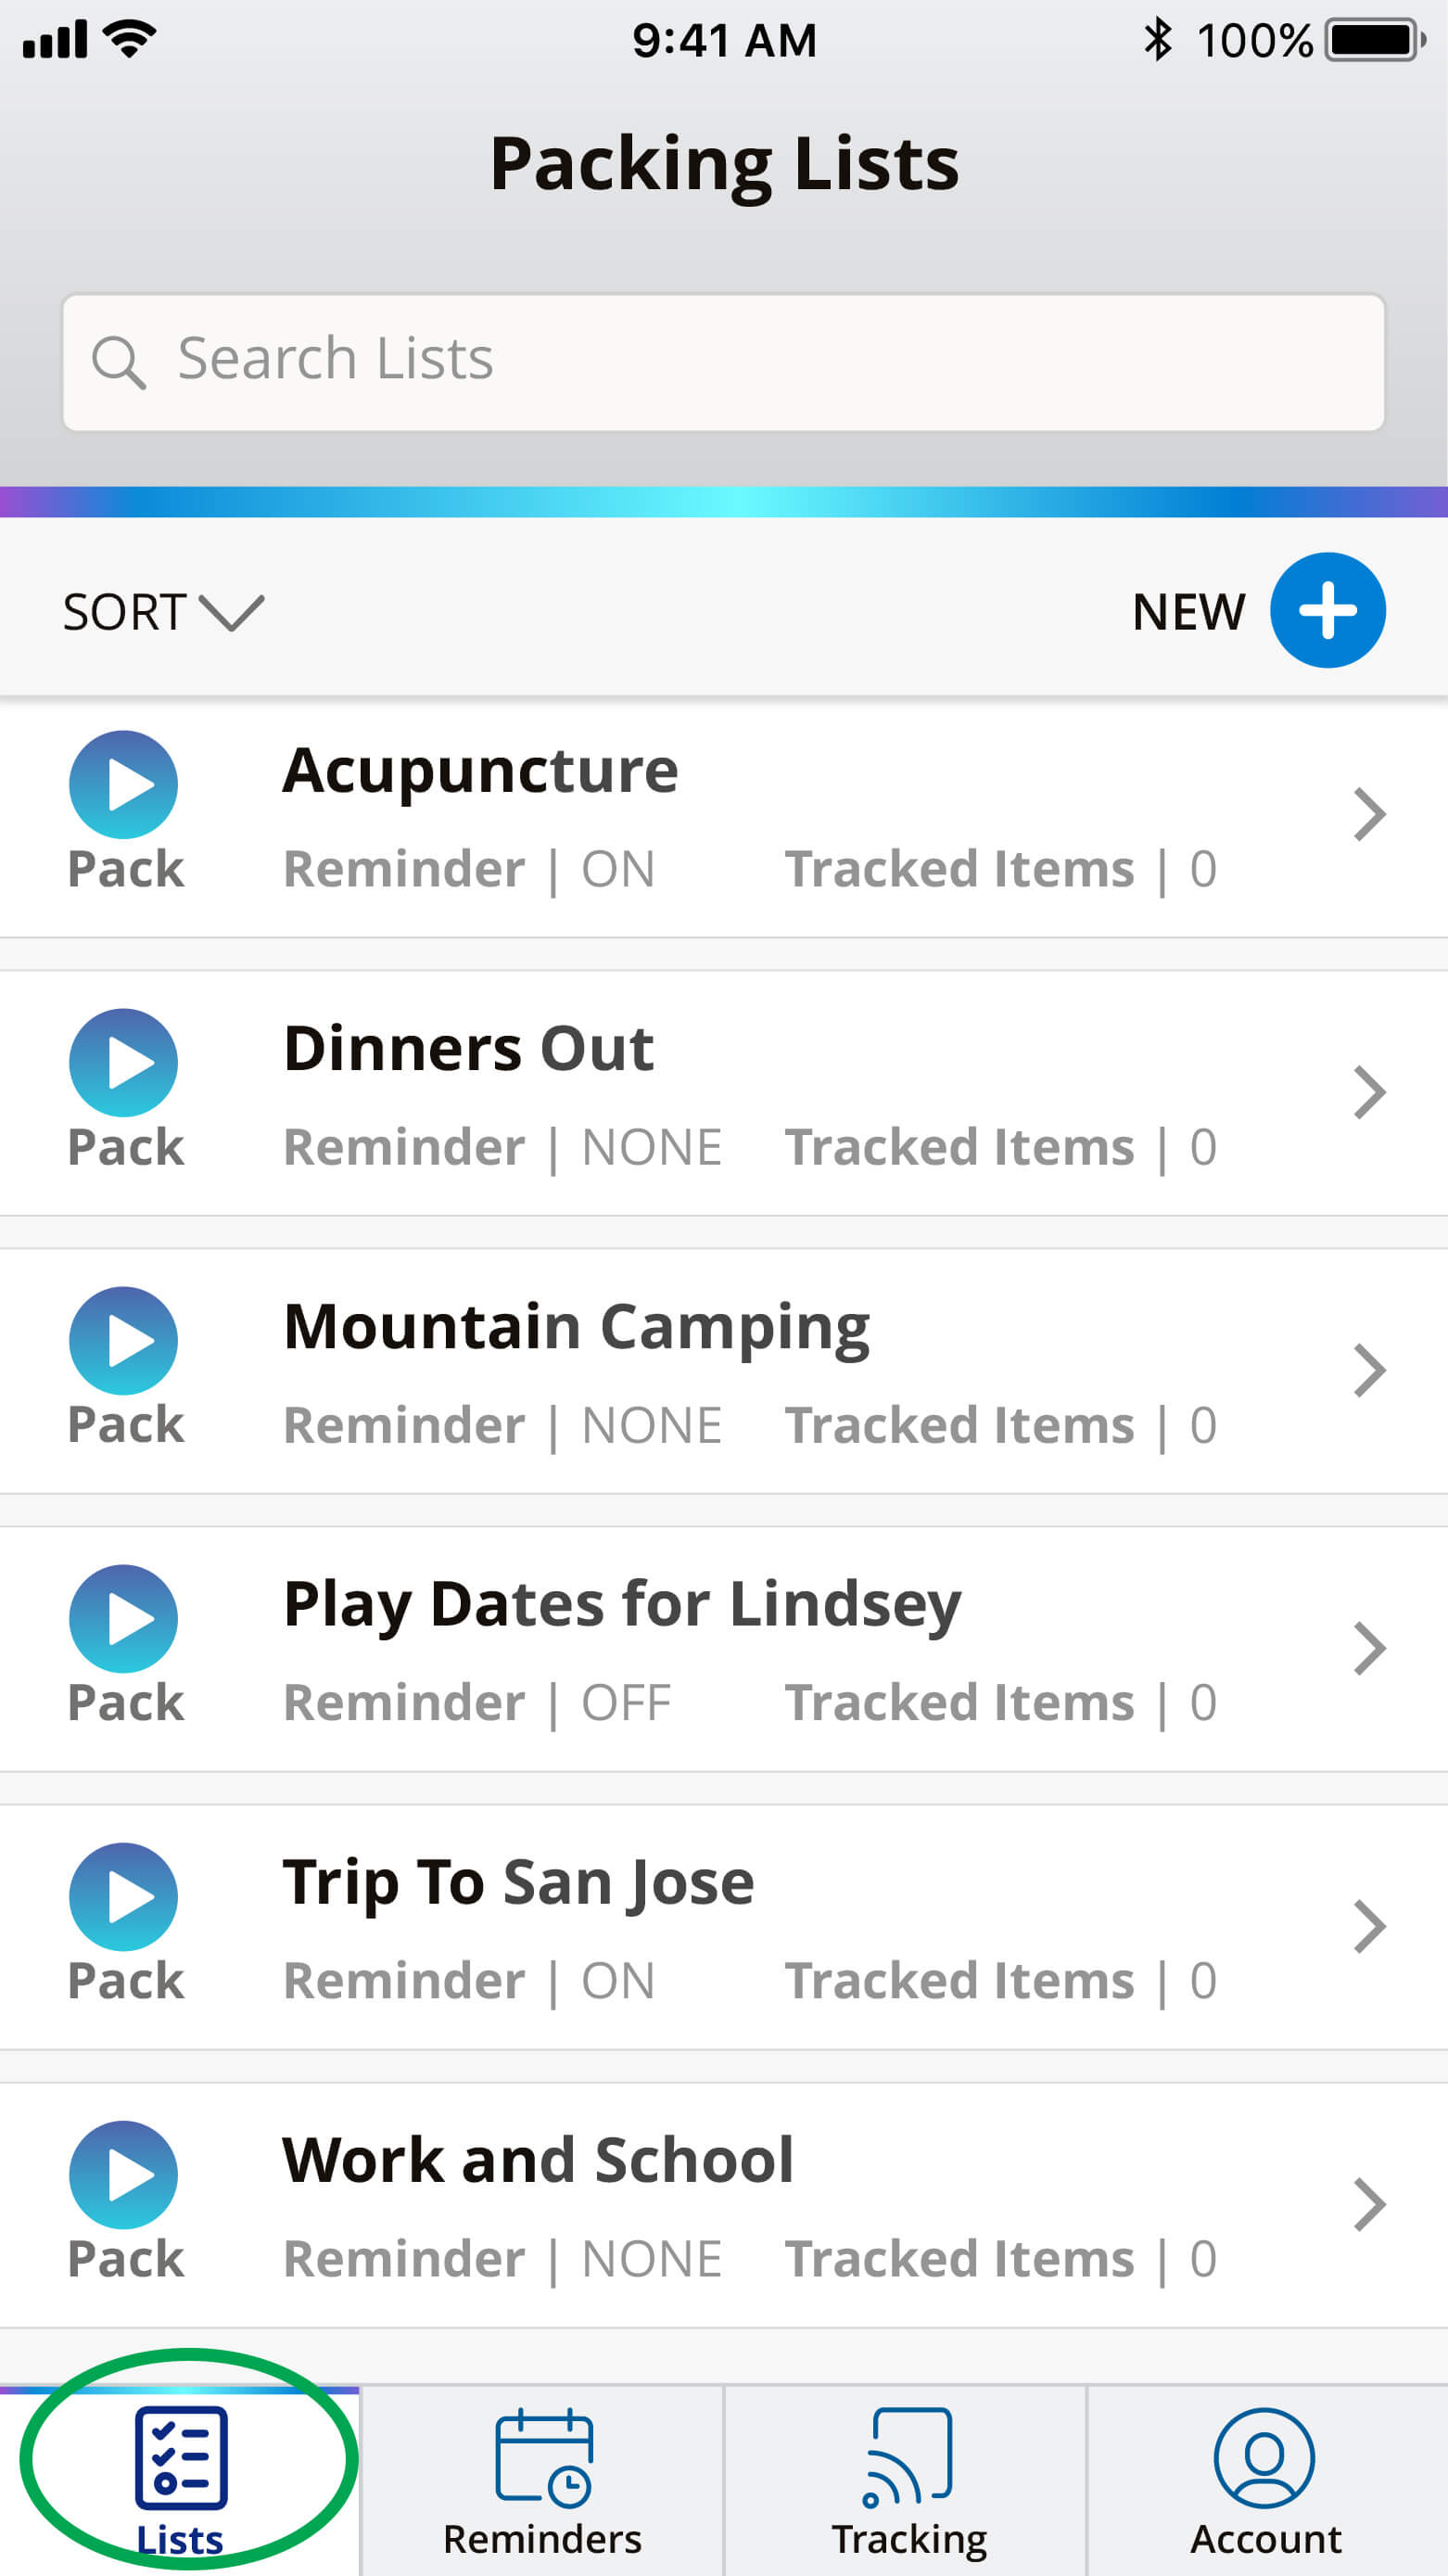 9:41 AM 100%
Packing Lists
Search Lists
SORT NEW
Acupuncture
Pack Reminder | ON Tracked Items | 0
Dinners Out
Pack Reminder | NONE Tracked Items | 0
Mountain Camping
Pack Reminder | NONE Tracked Items | 0
Play Dates for Lindsey
Pack Reminder | OFF Tracked Items | 0
Trip To San Jose
Pack Reminder | ON Tracked Items | 0
Work and School
Pack Reminder | NONE Tracked Items | 0
Lists Reminders Tracking Account